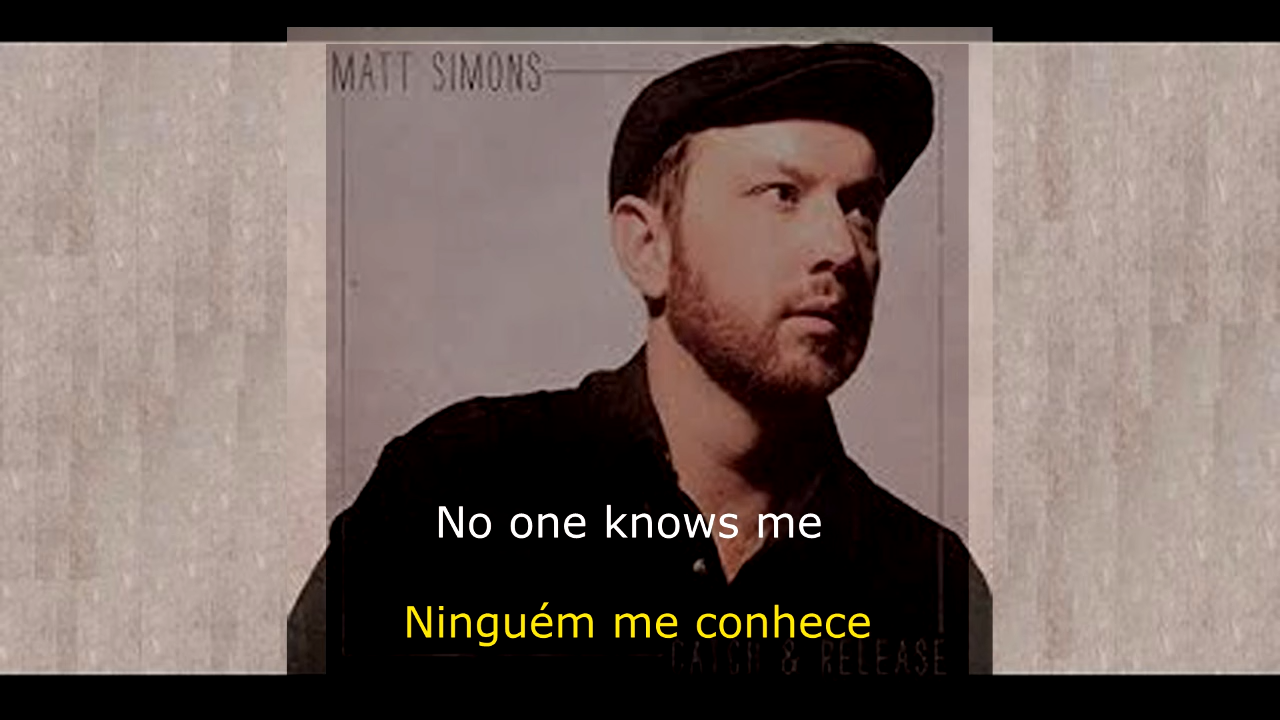 MATT SIMONS
No one knows me
Ninguém me conhece
CATCH & RELEASE